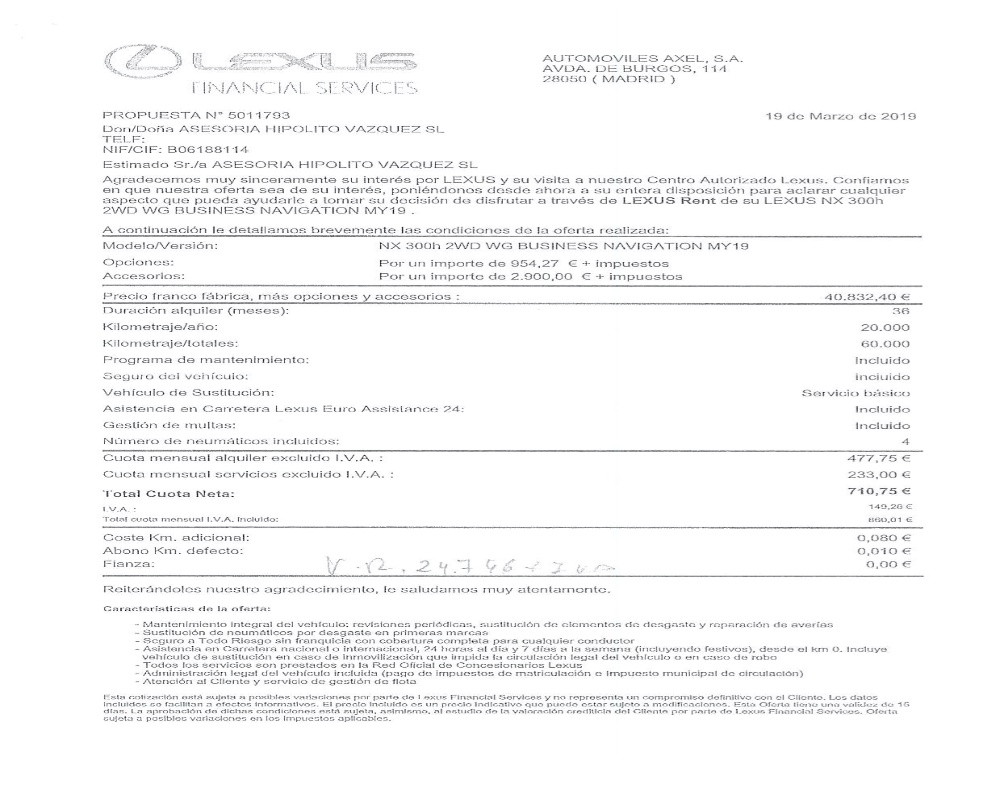 LEXUS
FINANCIAL SERVICES
AUTOMOVILES AXEL, S.A.
AVDA. DE BURGOS, 114
28050 ( MADRID )
PROPUESTA N° 5011793
19 de Marzo de 2019
Don/Doña ASESORIA HIPOLITO VAZQUEZ SL
TELF:
NIF/CIF: B06188114
Estimado Sr./a ASESORIA HIPOLITO VAZQUEZ SL
Agradecemos muy sinceramente su interés por LEXUS y su visita a nuestro Centro Autorizado Lexus. Confiamos
en que nuestra oferta sea de su interés, poniéndonos desde ahora a su entera disposición para aclarar cualquier
aspecto que pueda ayudarle a tomar su decisión de disfrutar a través de LEXUS Rent de su LEXUS NX 300h
2WD WG BUSINESS NAVIGATION MY19 .
A continuación le detallamos brevemente las condiciones de la oferta realizada:
Modelo/Versión: NX 300h 2WD WG BUSINESS NAVIGATION MY19
Opciones: Por un importe de 954,27 € + impuestos
Accesorios: Por un importe de 2.900,00 € + impuestos
Precio franco fábrica, más opciones y accesorios : 40.832,40 €
Duración alquiler (meses): 36
Kilometraje/año: 20.000
Kilometraje/totales: 60.000
Programa de mantenimiento: Incluido
Seguro del vehículo: incluido
Vehículo de Sustitución: Servicio básico
Asistencia en Carretera Lexus Euro Assistance 24: Incluido
Gestión de multas: Incluido
Número de neumáticos incluidos: 4
Cuota mensual alquiler excluido I.V.A. : 477,75 €
Cuota mensual servicios excluido I.V.A. : 233,00 €
Total Cuota Neta: 710,75 €
I.V.A. : 149,26 €
Total cuota mensual I.V.A. incluido: 860,01 €
Coste Km. adicional: 0,080 €
Abono Km. defecto: 0,010 €
Fianza: V.R. 24.746 + IVA 0,00 €
Reiterándoles nuestro agradecimiento, le saludamos muy atentamente.
Características de la oferta:
- Mantenimiento integral del vehículo: revisiones periódicas, sustitución de elementos de desgaste y reparación de averías
- Sustitución de neumáticos por desgaste en primeras marcas
- Seguro a Todo Riesgo sin franquicia con cobertura completa para cualquier conductor
- Asistencia en Carretera nacional o internacional, 24 horas al día y 7 días a la semana (incluyendo festivos), desde el km 0. Incluye
vehículo de sustitución en caso de inmovilización que impida la circulación legal del vehículo o en caso de robo
- Todos los servicios son prestados en la Red Oficial de Concesionarios Lexus
- Administración legal del vehículo incluida (pago de impuestos de matriculación e impuesto municipal de circulación)
- Atención al Cliente y servicio de gestión de flota
Esta cotización está sujeta a posibles variaciones por parte de Lexus Financial Services y no representa un compromiso definitivo con el Cliente. Los datos
incluidos se facilitan a efectos informativos. El precio incluido es un precio indicativo que puede estar sujeto a modificaciones. Esta Oferta tiene una validez de 15
días. La aprobación de dichas condiciones está sujeta, asimismo, al estudio de la valoración crediticia del Cliente por parte de Lexus Financial Services. Oferta
sujeta a posibles variaciones en los impuestos aplicables.